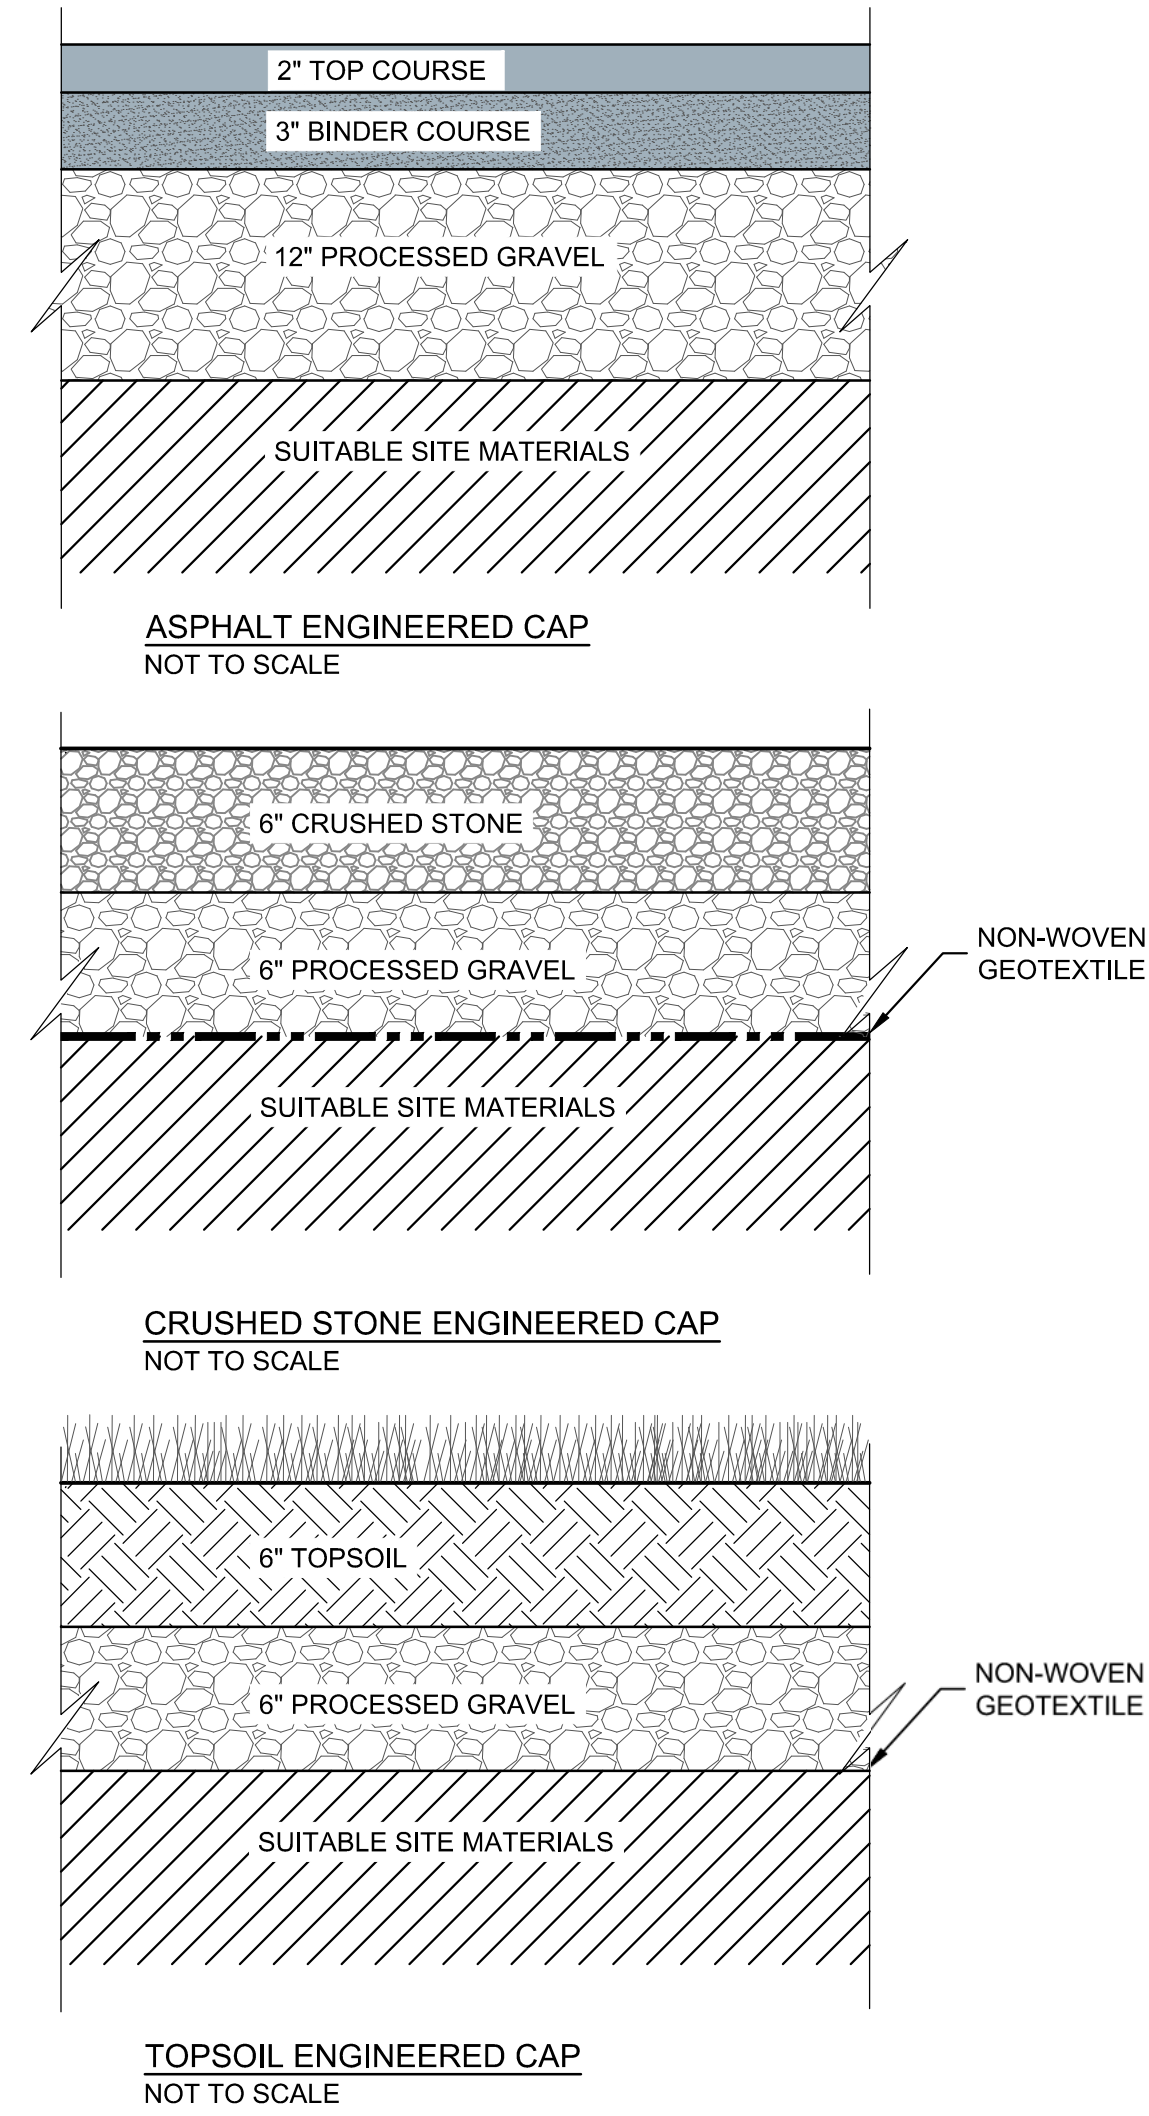 2" TOP COURSE
3" BINDER COURSE
12" PROCESSED GRAVEL
SUITABLE SITE MATERIALS
ASPHALT ENGINEERED CAP
NOT TO SCALE
6" CRUSHED STONE
6" PROCESSED GRAVEL
NON-WOVEN
GEOTEXTILE
SUITABLE SITE MATERIALS
CRUSHED STONE ENGINEERED CAP
NOT TO SCALE
6" TOPSOIL
6" PROCESSED GRAVEL
NON-WOVEN
GEOTEXTILE
SUITABLE SITE MATERIALS
TOPSOIL ENGINEERED CAP
NOT TO SCALE